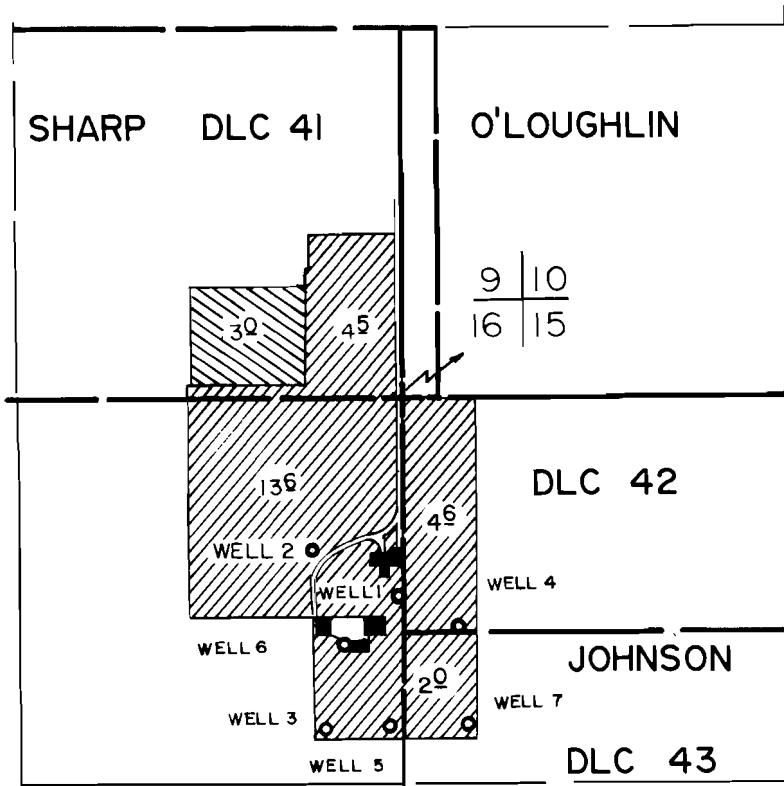 SHARP DLC 41 O'LOUGHLIN
9 10
16 15
3 0
4 5
13 6
DLC 42
4 6
WELL 2
WELL 1
WELL 4
WELL 6
JOHNSON
2 0
WELL 3
WELL 7
WELL 5
DLC 43